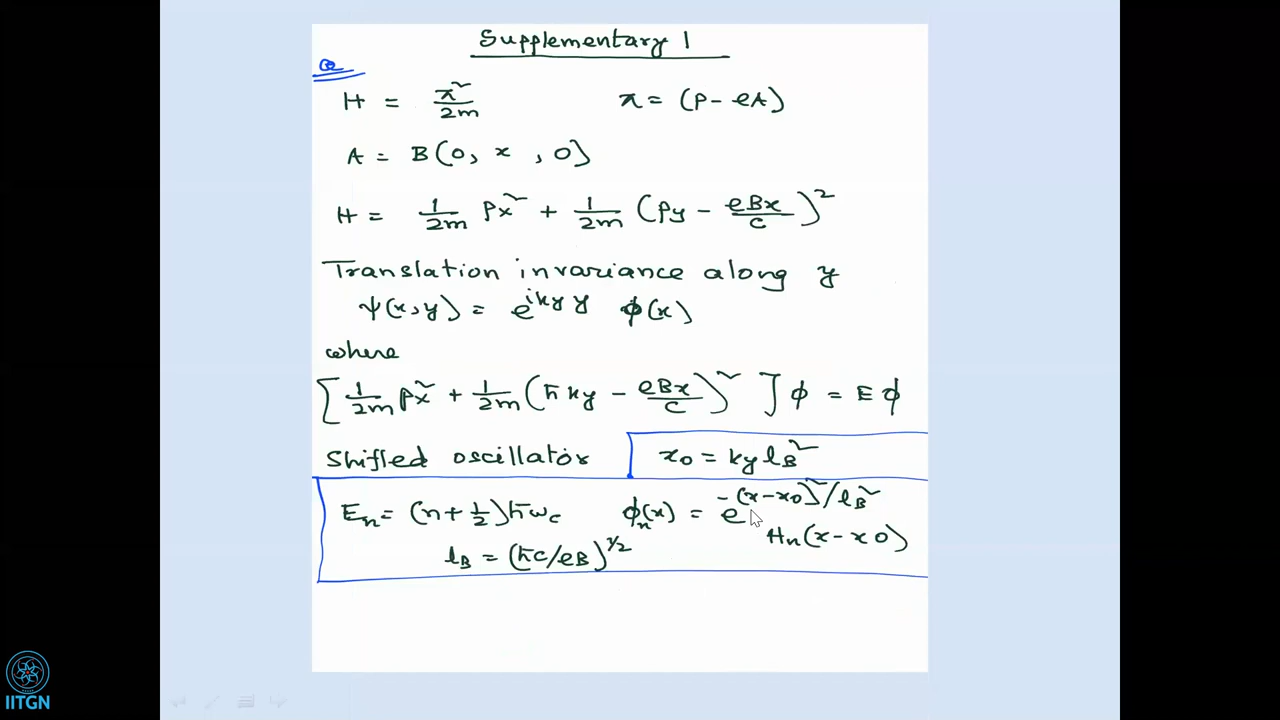 Supplementary 1
Q
H = π²/2m    π = (p - eA)
A = B(0, x, 0)
H = 1/2m px² + 1/2m (py - eBx/c)²
Translation invariance along y
ψ(x,y) = e^{iky y} ϕ(x)
where
[1/2m px² + 1/2m (ħky - eBx/c)²] ϕ = E ϕ
Shifted oscillator    x0 = ky lB²
En = (n + 1/2)ħωc    ϕn(x) = e^{-(x-x0)²/lB²}
Hn(x - x0)
lB = (ħc/eB)^{1/2}
IITGN